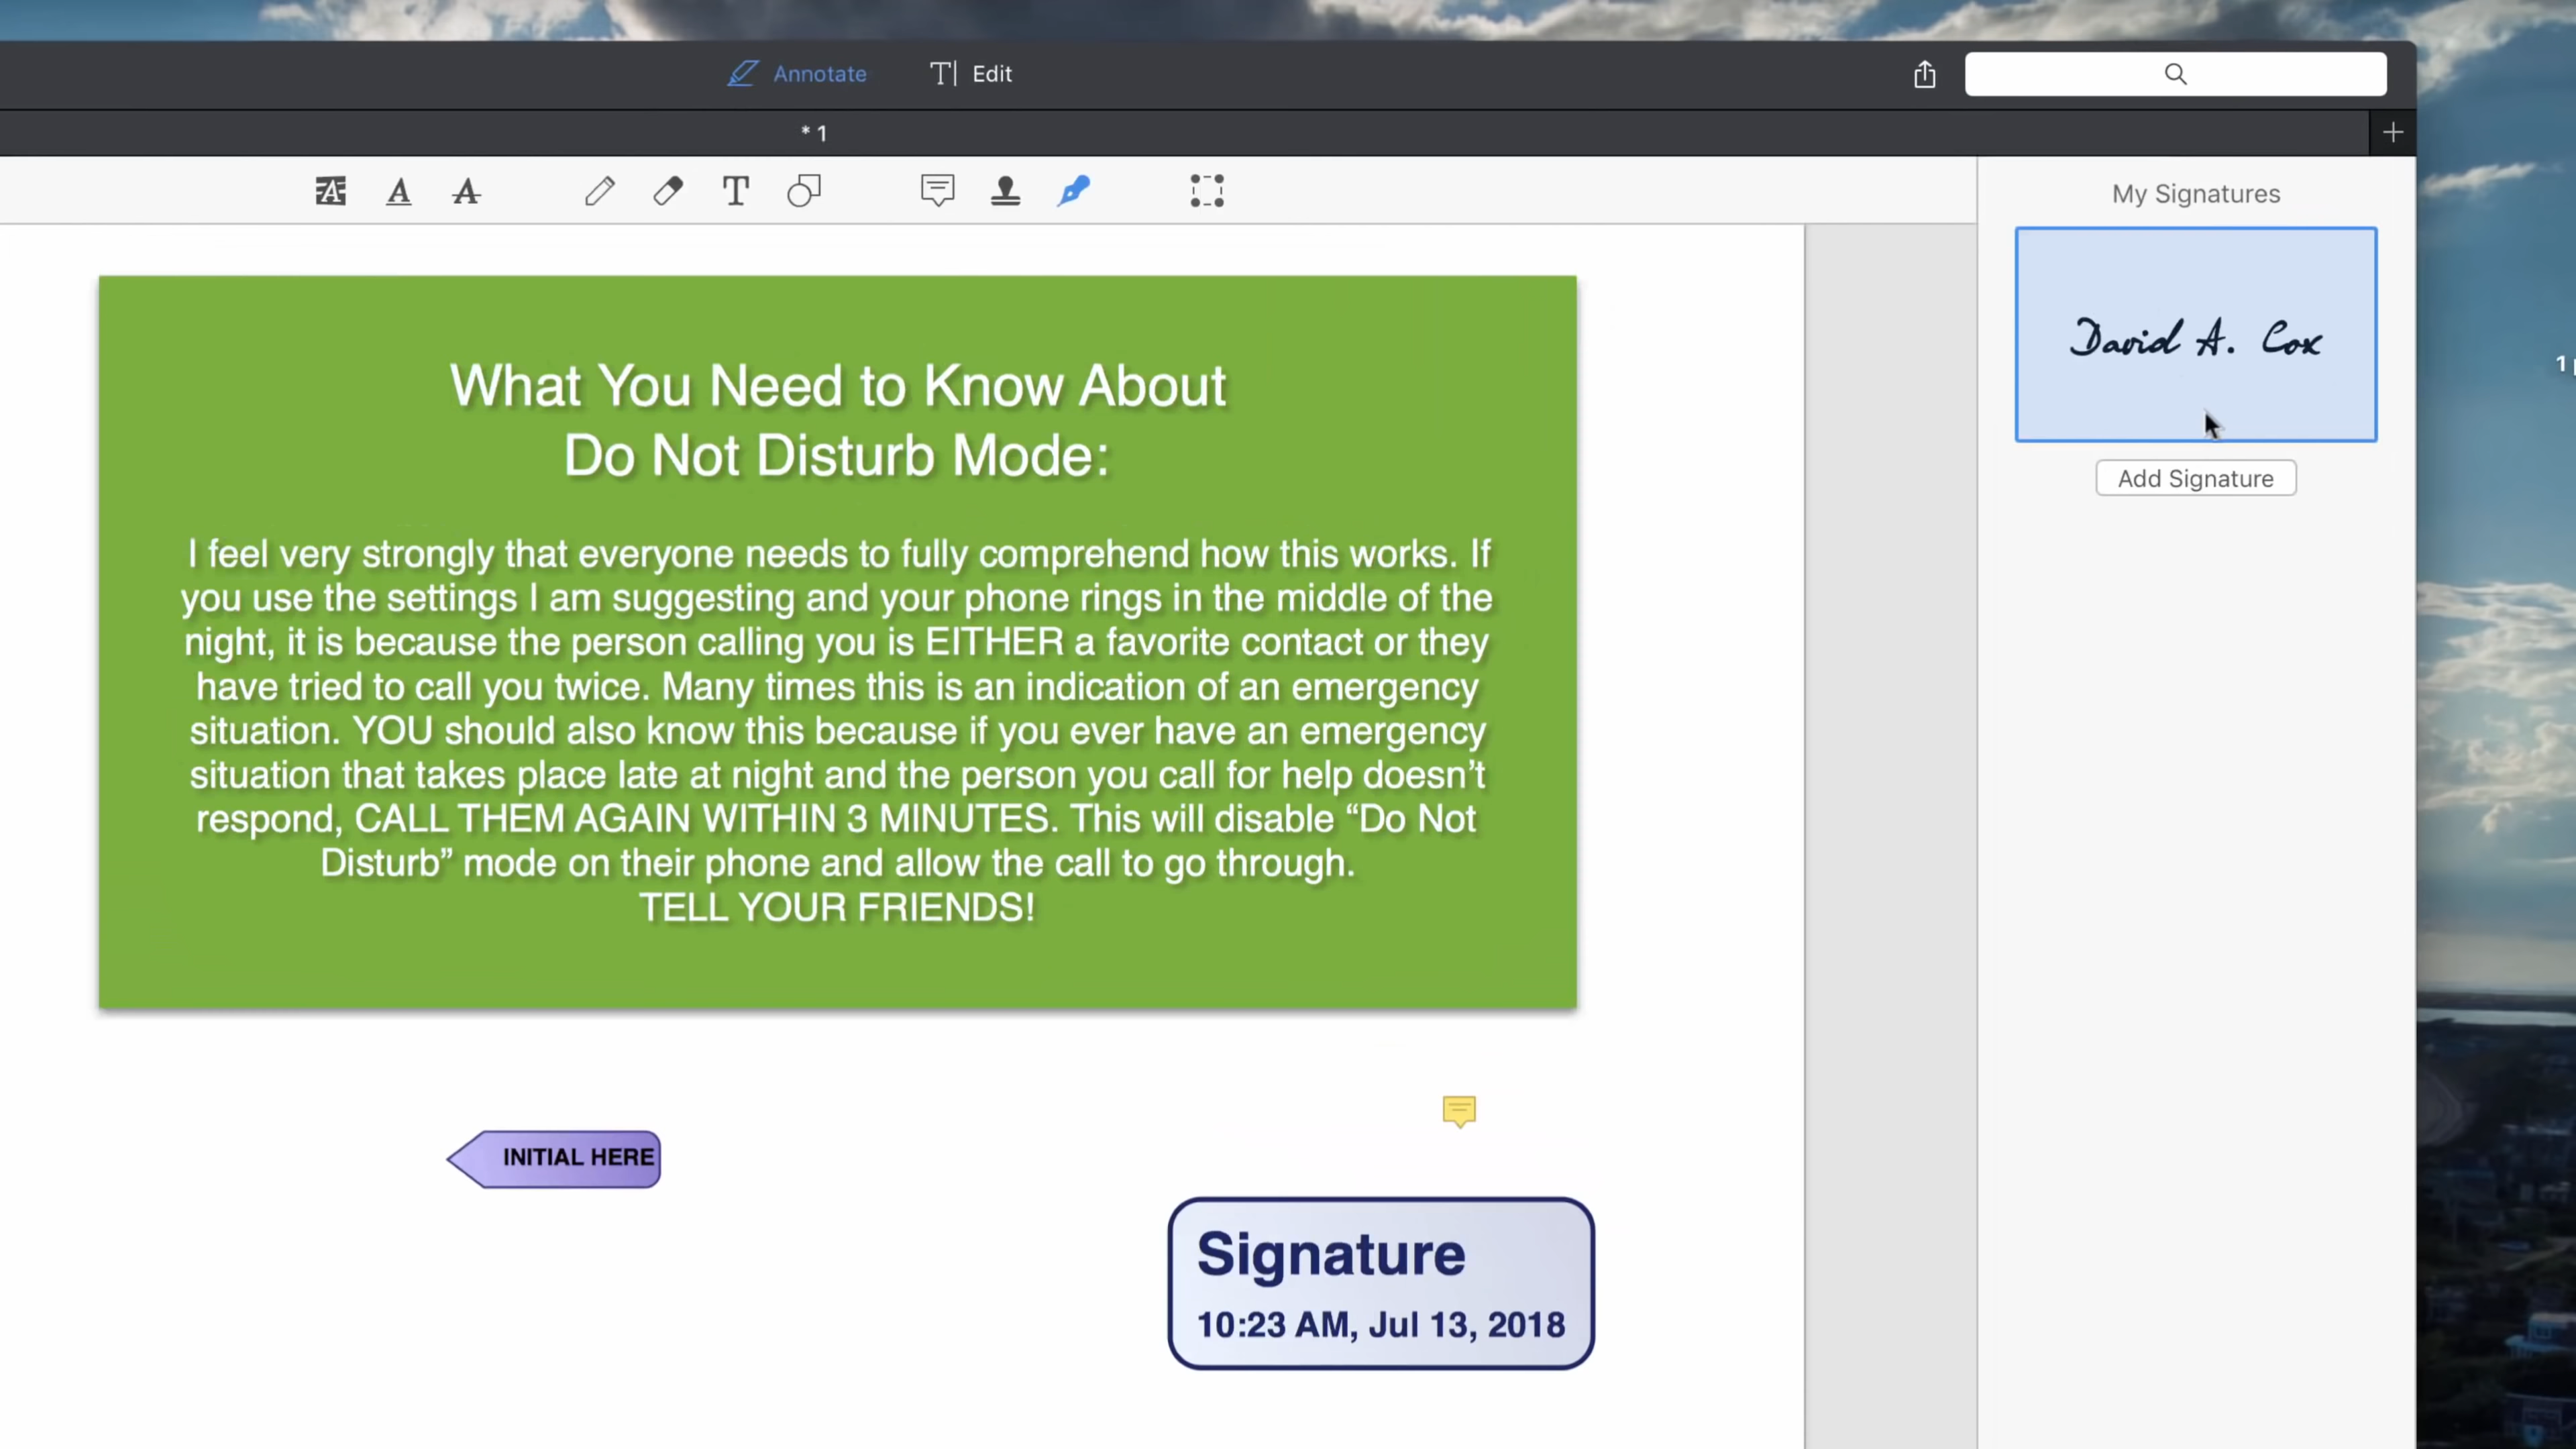 Annotate
Edit
* 1
My Signatures
David A. Cox
Add Signature
What You Need to Know About
Do Not Disturb Mode:
I feel very strongly that everyone needs to fully comprehend how this works. If
you use the settings I am suggesting and your phone rings in the middle of the
night, it is because the person calling you is EITHER a favorite contact or they
have tried to call you twice. Many times this is an indication of an emergency
situation. YOU should also know this because if you ever have an emergency
situation that takes place late at night and the person you call for help doesn’t
respond, CALL THEM AGAIN WITHIN 3 MINUTES. This will disable “Do Not
Disturb” mode on their phone and allow the call to go through.
TELL YOUR FRIENDS!
INITIAL HERE
Signature
10:23 AM, Jul 13, 2018
1